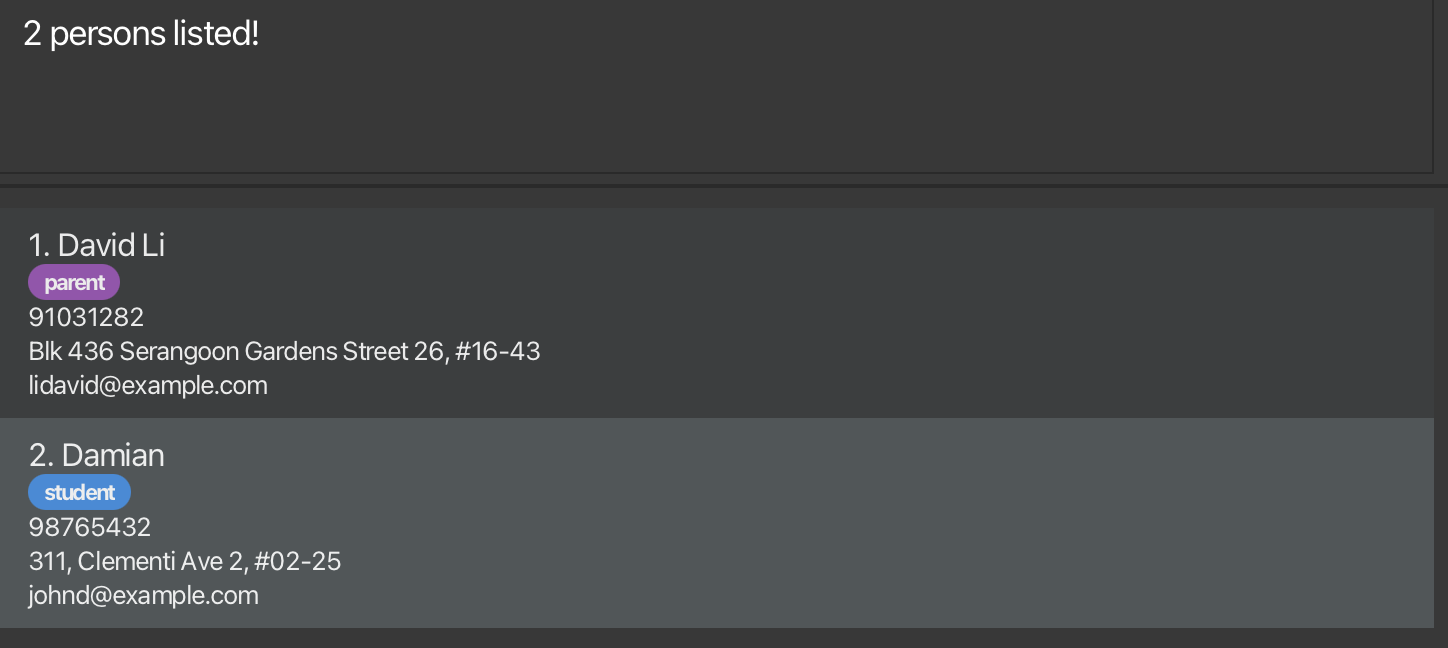 2 persons listed!
1. David Li
parent
91031282
Blk 436 Serangoon Gardens Street 26, #16-43
lidavid@example.com
2. Damian
student
98765432
311, Clementi Ave 2, #02-25
johnd@example.com